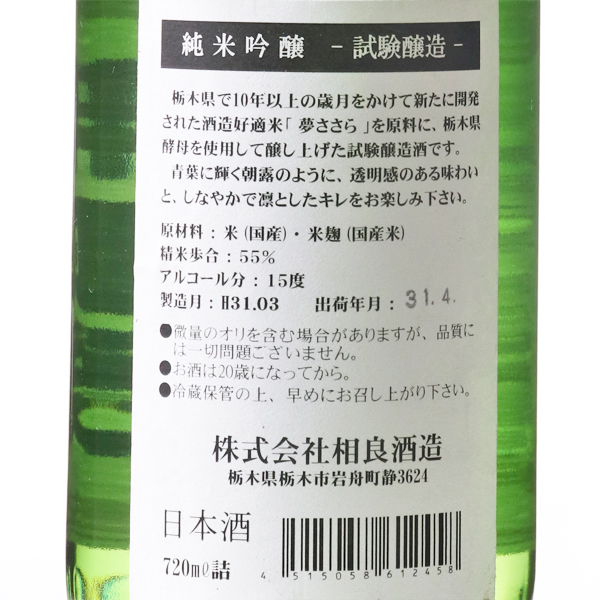 純米吟醸 -試験醸造-
栃木県で10年以上の歳月をかけて新たに開発
された酒造好適米「夢ささら」を原料に、栃木県
酵母を使用して醸し上げた試験醸造酒です。
青葉に輝く朝露のように、透明感のある味わい
と、しなやかで凛としたキレをお楽しみ下さい。
原材料：米(国産)・米麹(国産米)
精米歩合：55%
アルコール分：15度
製造月：H31.03 出荷年月：31.4.
●微量のオリを含む場合がありますが、品質に
は一切問題ございません。
●お酒は20歳になってから。
●冷蔵保管の上、早めにお召し上がり下さい。
株式会社相良酒造
栃木県栃木市岩舟町静3624
日本酒
720mℓ詰
4 515058 612458